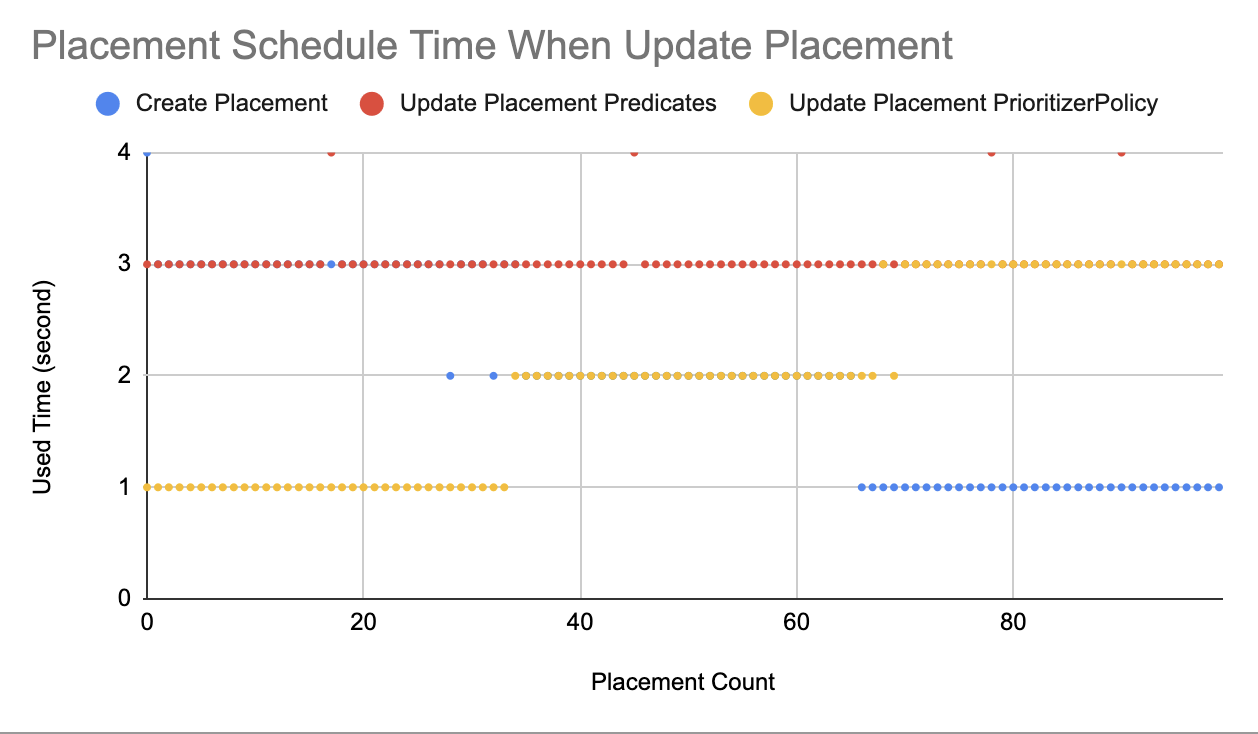 Placement Schedule Time When Update Placement
Create Placement Update Placement Predicates Update Placement PrioritizerPolicy
4
3
2
1
0
Used Time (second)
0 20 40 60 80
Placement Count